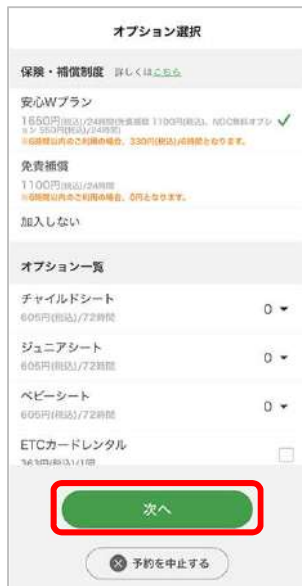 オプション選択
保険・補償制度 詳しくはこちら
安心Wプラン
1650円(税込)/24時間(免責補償 1100円(税込)、NOC無料オプション 550円(税込)/24時間)
※6時間以内のご利用の場合、330円(税込)/6時間となります。
免責補償
1100円(税込)/24時間
※6時間以内のご利用の場合、0円となります。
加入しない
オプション一覧
チャイルドシート
605円(税込)/72時間
0
ジュニアシート
605円(税込)/72時間
0
ベビーシート
605円(税込)/72時間
0
ETCカードレンタル
363円(税込)/1回
次へ
予約を中止する